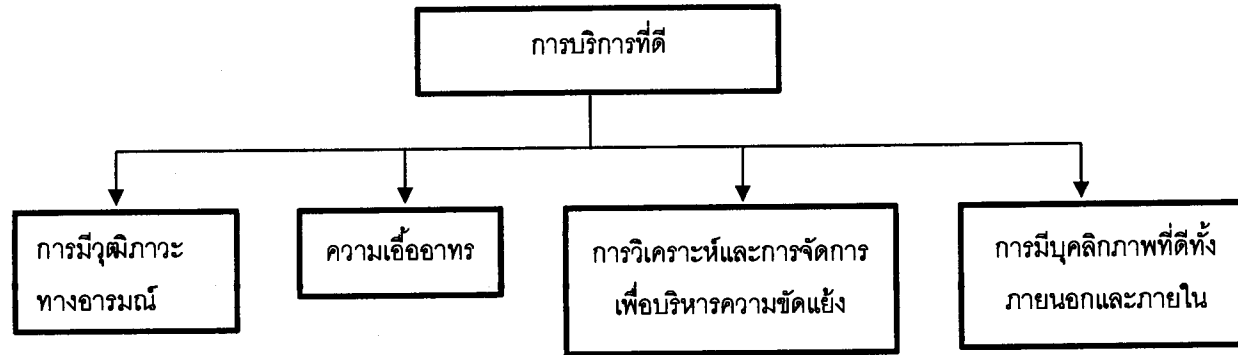 การบริการที่ดี
การมีวุฒิภาวะ
ทางอารมณ์
ความเอื้ออาทร
การวิเคราะห์และการจัดการ
เพื่อบริหารความขัดแย้ง
การมีบุคลิกภาพที่ดีทั้ง
ภายนอกและภายใน